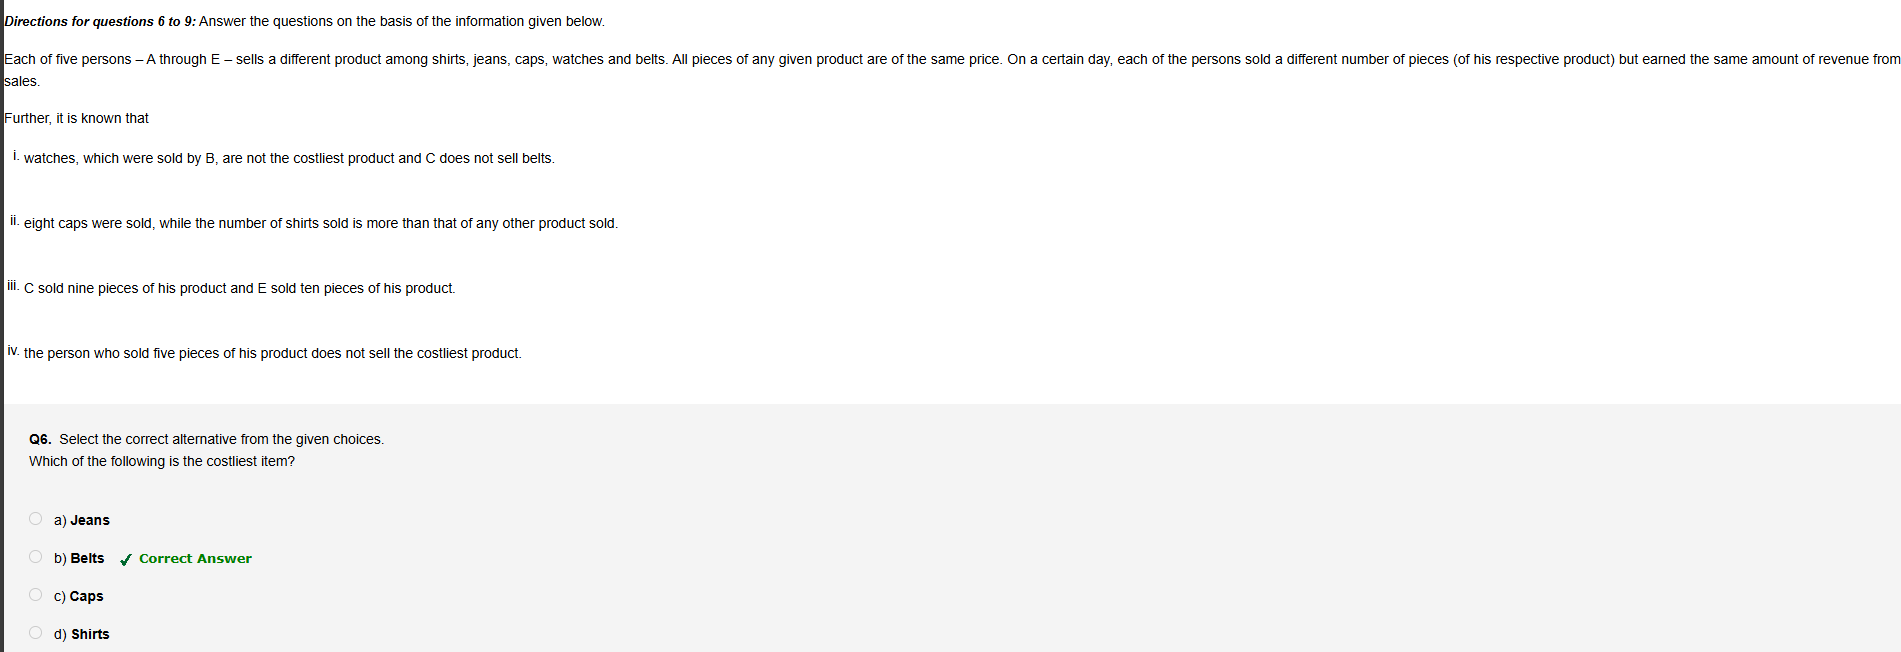 Directions for questions 6 to 9: Answer the questions on the basis of the information given below.
Each of five persons – A through E – sells a different product among shirts, jeans, caps, watches and belts. All pieces of any given product are of the same price. On a certain day, each of the persons sold a different number of pieces (of his respective product) but earned the same amount of revenue from
sales.
Further, it is known that
i. watches, which were sold by B, are not the costliest product and C does not sell belts.
ii. eight caps were sold, while the number of shirts sold is more than that of any other product sold.
iii. C sold nine pieces of his product and E sold ten pieces of his product.
iv. the person who sold five pieces of his product does not sell the costliest product.
Q6. Select the correct alternative from the given choices.
Which of the following is the costliest item?
a) Jeans
b) Belts ✓ Correct Answer
c) Caps
d) Shirts